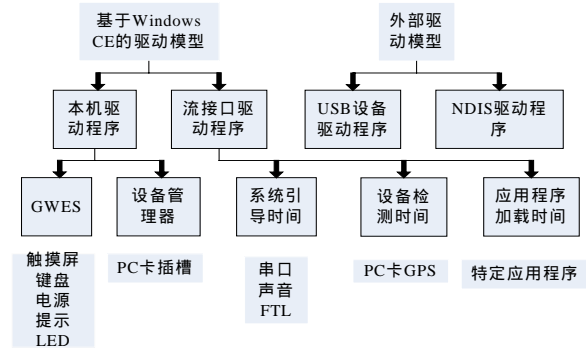 基于Windows
CE的驱动模型
外部驱
动模型
本机驱
动程序
流接口驱
动程序
USB设备
驱动程序
NDIS驱动程
序
GWES
设备管
理器
系统引
导时间
设备检
测时间
应用程序
加载时间
触摸屏
键盘
电源
提示
LED
PC卡插槽
串口
声音
FTL
PC卡GPS
特定应用程序